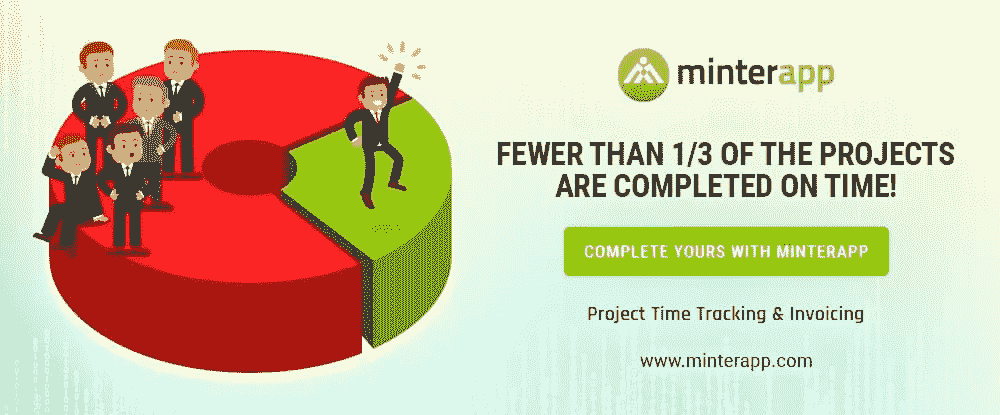 minterapp
FEWER THAN 1/3 OF THE PROJECTS
ARE COMPLETED ON TIME!
COMPLETE YOURS WITH MINTERAPP
Project Time Tracking & Invoicing
www.minterapp.com